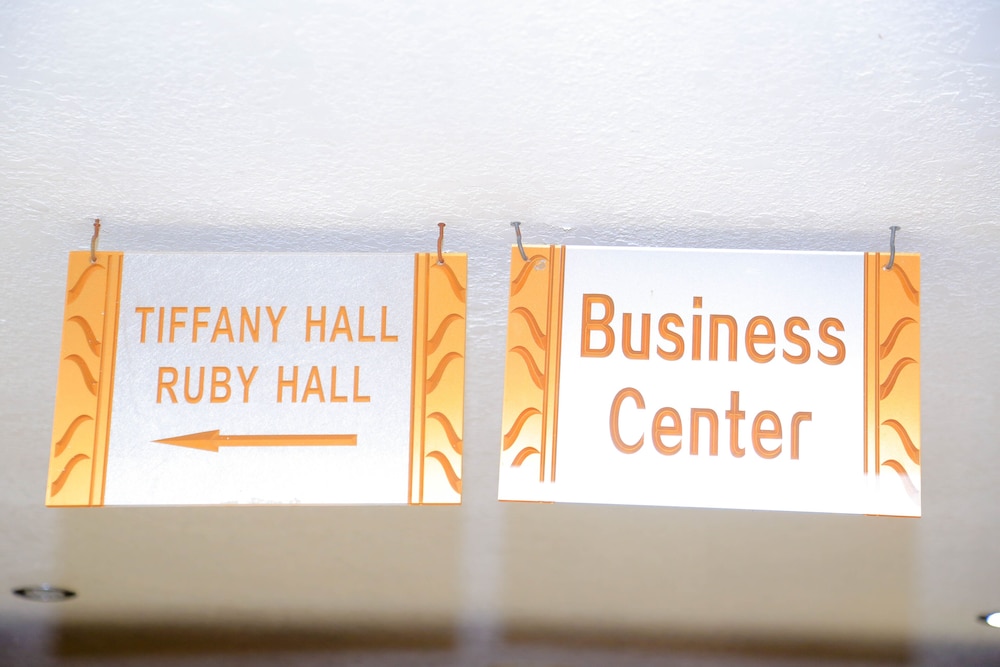 TIFFANY HALL
RUBY HALL
Business
Center